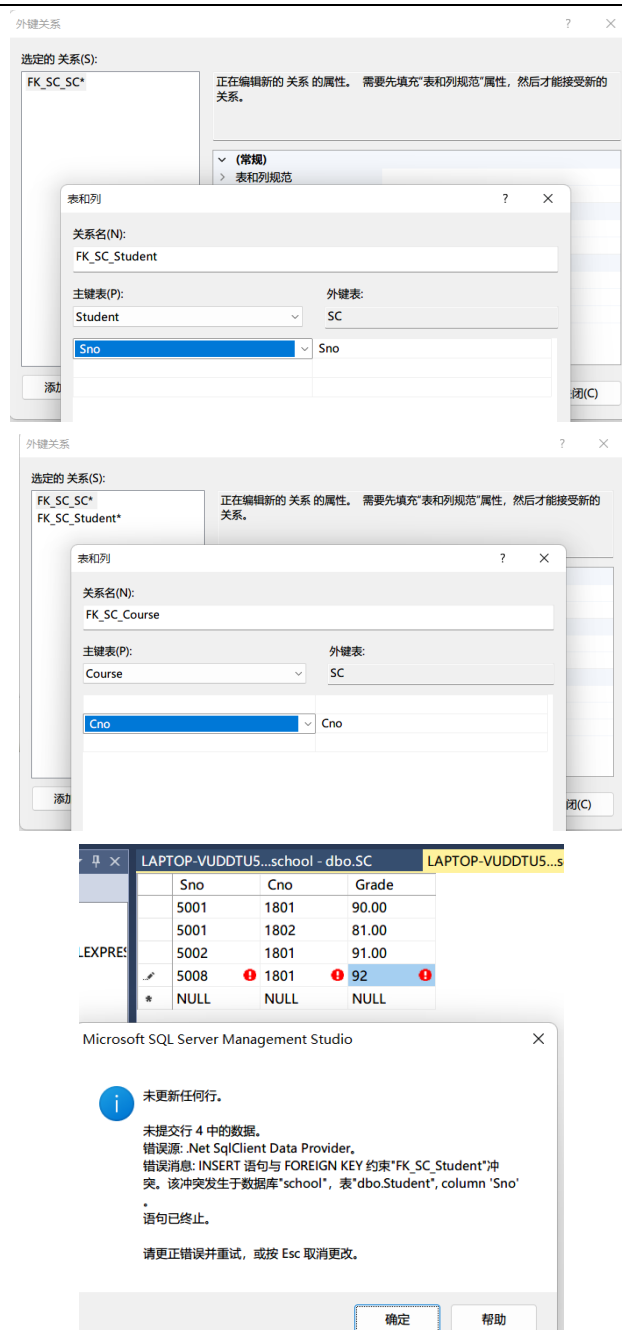 外键关系 ? ×
选定的 关系(S):
FK_SC_SC*
正在编辑新的 关系 的属性。 需要先填充"表和列规范"属性，然后才能接受新的
关系。
(常规)
表和列规范
表和列 ? ×
关系名(N):
FK_SC_Student
主键表(P): 外键表:
Student SC
Sno Sno
添加
闭(C)
外键关系 ? ×
选定的 关系(S):
FK_SC_SC*
FK_SC_Student*
正在编辑新的 关系 的属性。 需要先填充"表和列规范"属性，然后才能接受新的
关系。
表和列 ? ×
关系名(N):
FK_SC_Course
主键表(P): 外键表:
Course SC
Cno Cno
添加
闭(C)
LAPTOP-VUDDTU5...school - dbo.SC LAPTOP-VUDDTU5...s
Sno Cno Grade
5001 1801 90.00
5001 1802 81.00
LEXPRES 5002 1801 91.00
5008 1801 92
* NULL NULL NULL
Microsoft SQL Server Management Studio ×
未更新任何行。
未提交行 4 中的数据。
错误源: .Net SqlClient Data Provider。
错误消息: INSERT 语句与 FOREIGN KEY 约束"FK_SC_Student"冲
突。该冲突发生于数据库"school"，表"dbo.Student", column 'Sno'
。
语句已终止。
请更正错误并重试，或按 Esc 取消更改。
确定 帮助